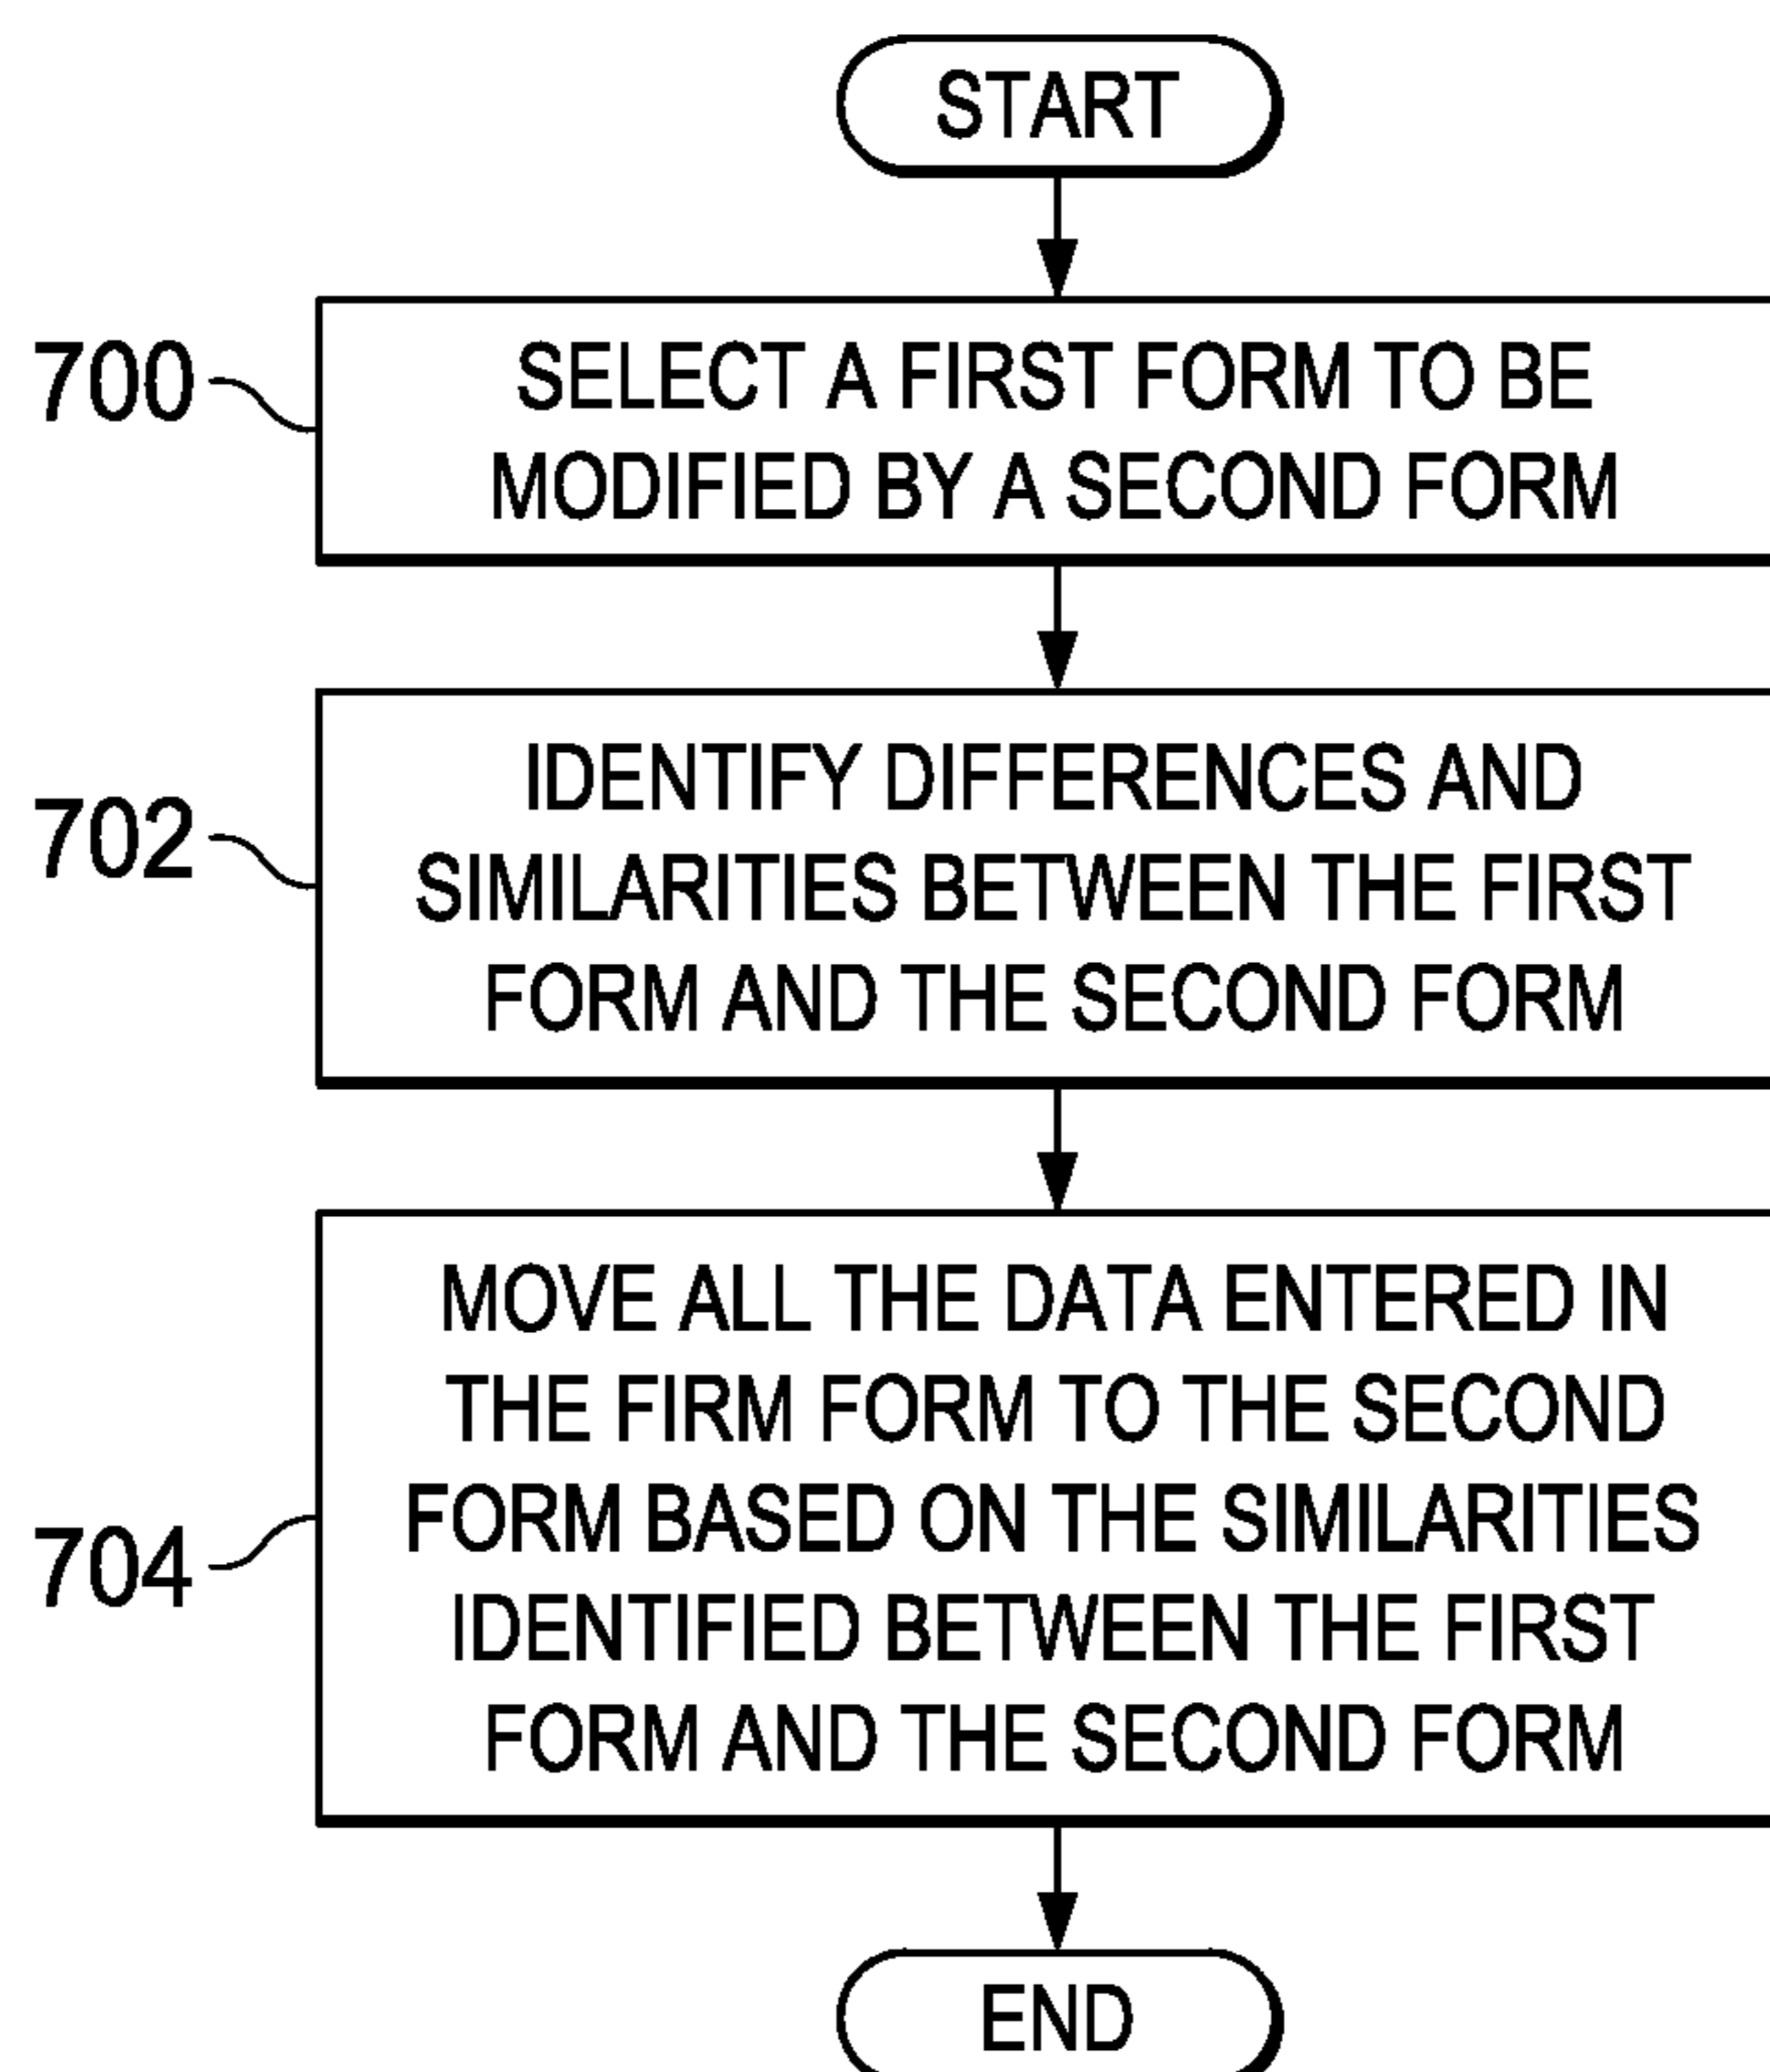 START
700
SELECT A FIRST FORM TO BE
MODIFIED BY A SECOND FORM
702
IDENTIFY DIFFERENCES AND
SIMILARITIES BETWEEN THE FIRST
FORM AND THE SECOND FORM
704
MOVE ALL THE DATA ENTERED IN
THE FIRM FORM TO THE SECOND
FORM BASED ON THE SIMILARITIES
IDENTIFIED BETWEEN THE FIRST
FORM AND THE SECOND FORM
END